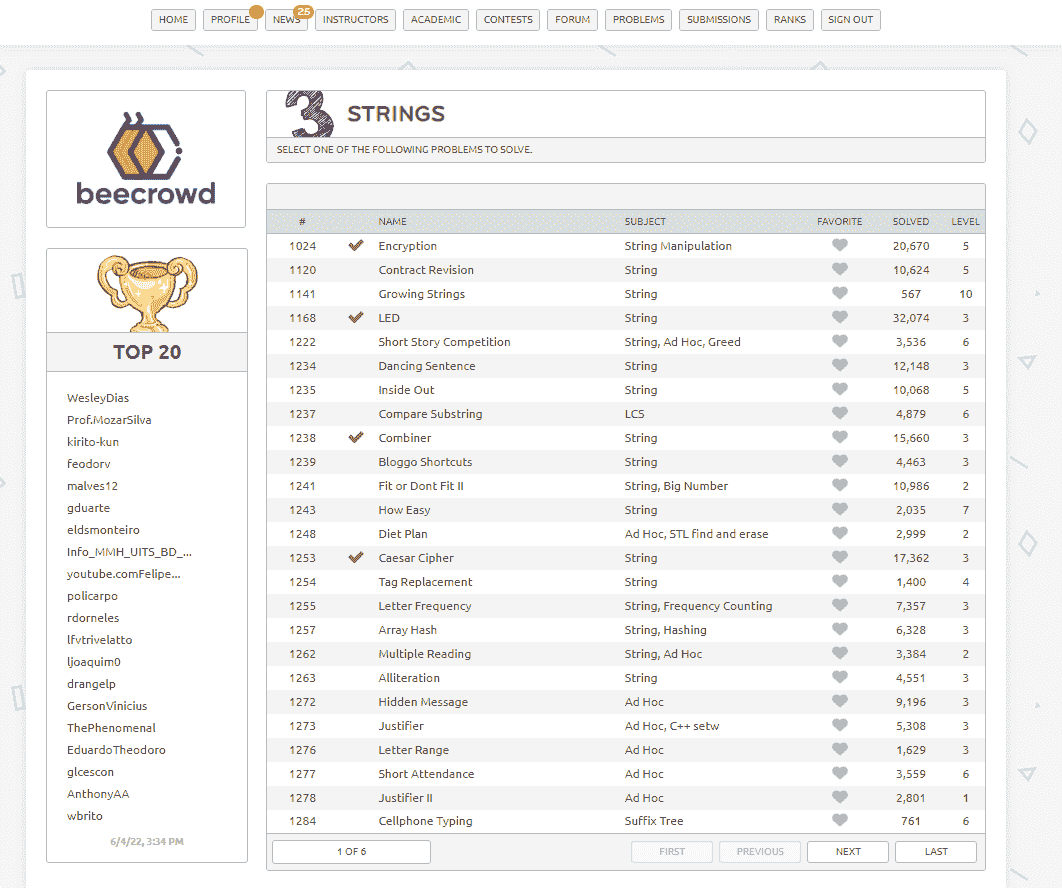 HOME PROFILE NEWS 25 INSTRUCTORS ACADEMIC CONTESTS FORUM PROBLEMS SUBMISSIONS RANKS SIGN OUT
beecrowd
TOP 20
WesleyDias
Prof.MozarSilva
kirito-kun
feodorv
malves12
gduarte
eldsmonteiro
Info_MMH_UITS_BD_...
youtube.comFelipe...
policarpo
rdorneles
lfvtrivelatto
ljoaquim0
drangelp
GersonVinicius
ThePhenomenal
EduardoTheodoro
glcescon
AnthonyAA
wbrito
6/4/22, 3:34 PM
3 STRINGS
SELECT ONE OF THE FOLLOWING PROBLEMS TO SOLVE.
# NAME SUBJECT FAVORITE SOLVED LEVEL
1024 Encryption String Manipulation 20,670 5
1120 Contract Revision String 10,624 5
1141 Growing Strings String 567 10
1168 LED String 32,074 3
1222 Short Story Competition String, Ad Hoc, Greed 3,536 6
1234 Dancing Sentence String 12,148 3
1235 Inside Out String 10,068 5
1237 Compare Substring LCS 4,879 6
1238 Combiner String 15,660 3
1239 Bloggo Shortcuts String 4,463 3
1241 Fit or Dont Fit II String, Big Number 10,986 2
1243 How Easy String 2,035 7
1248 Diet Plan Ad Hoc, STL find and erase 2,999 2
1253 Caesar Cipher String 17,362 3
1254 Tag Replacement String 1,400 4
1255 Letter Frequency String, Frequency Counting 7,357 3
1257 Array Hash String, Hashing 6,328 3
1262 Multiple Reading String, Ad Hoc 3,384 2
1263 Alliteration String 4,551 3
1272 Hidden Message Ad Hoc 9,196 3
1273 Justifier Ad Hoc, C++ setw 5,308 3
1276 Letter Range Ad Hoc 1,629 3
1277 Short Attendance Ad Hoc 3,559 6
1278 Justifier II Ad Hoc 2,801 1
1284 Cellphone Typing Suffix Tree 761 6
1 OF 6 FIRST PREVIOUS NEXT LAST